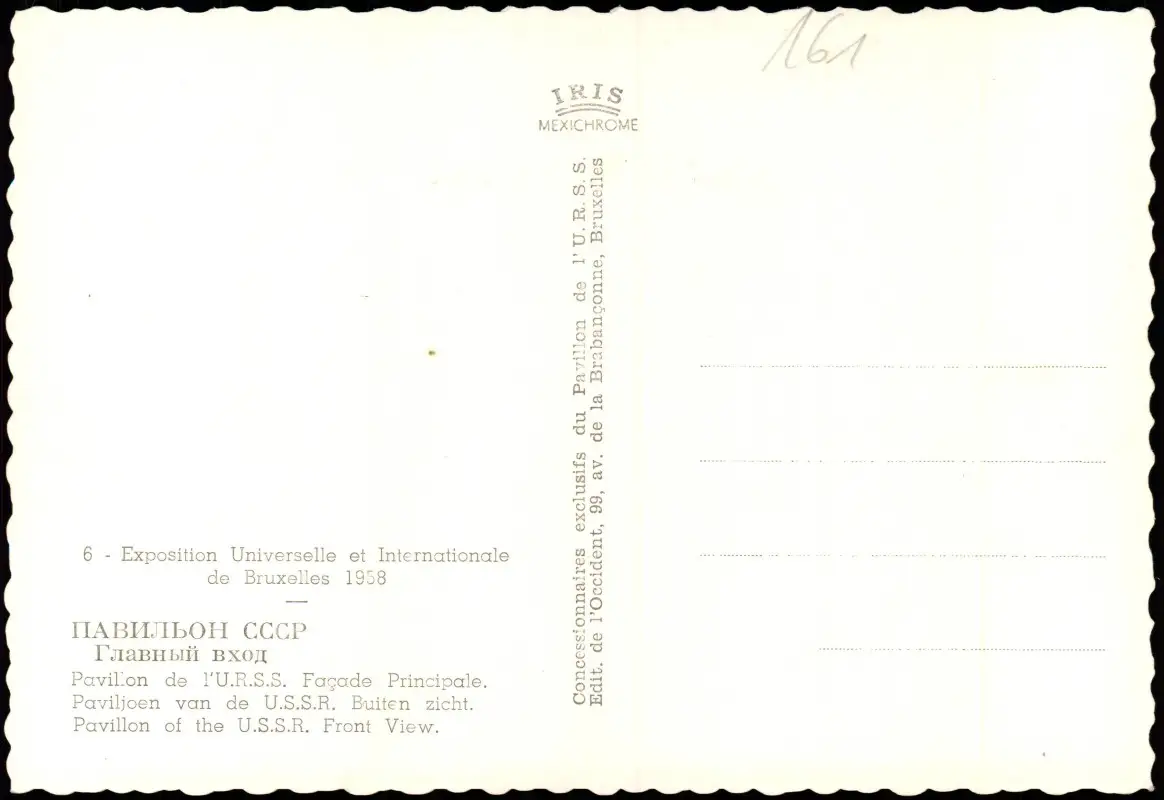 161
IRIS
MEXICHROME
Concessionnaires exclusifs du Pavillon de l'U.R.S.S.
Edit. de l'Occident, 99, av. de la Brabançonne, Bruxelles
6 - Exposition Universelle et Internationale
de Bruxelles 1958
ПАВИЛЬОН СССР
Главный вход
Pavillon de l'U.R.S.S. Façade Principale.
Paviljoen van de U.S.S.R. Buiten zicht.
Pavillon of the U.S.S.R. Front View.